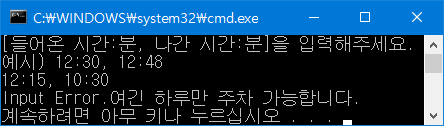 C:₩WINDOWS₩system32₩cmd.exe
[들어온 시간:분, 나간 시간:분]을 입력해주세요.
예시) 12:30, 12:48
12:15, 10:30
Input Error.여긴 하루만 주차 가능합니다.
계속하려면 아무 키나 누르십시오 . . .